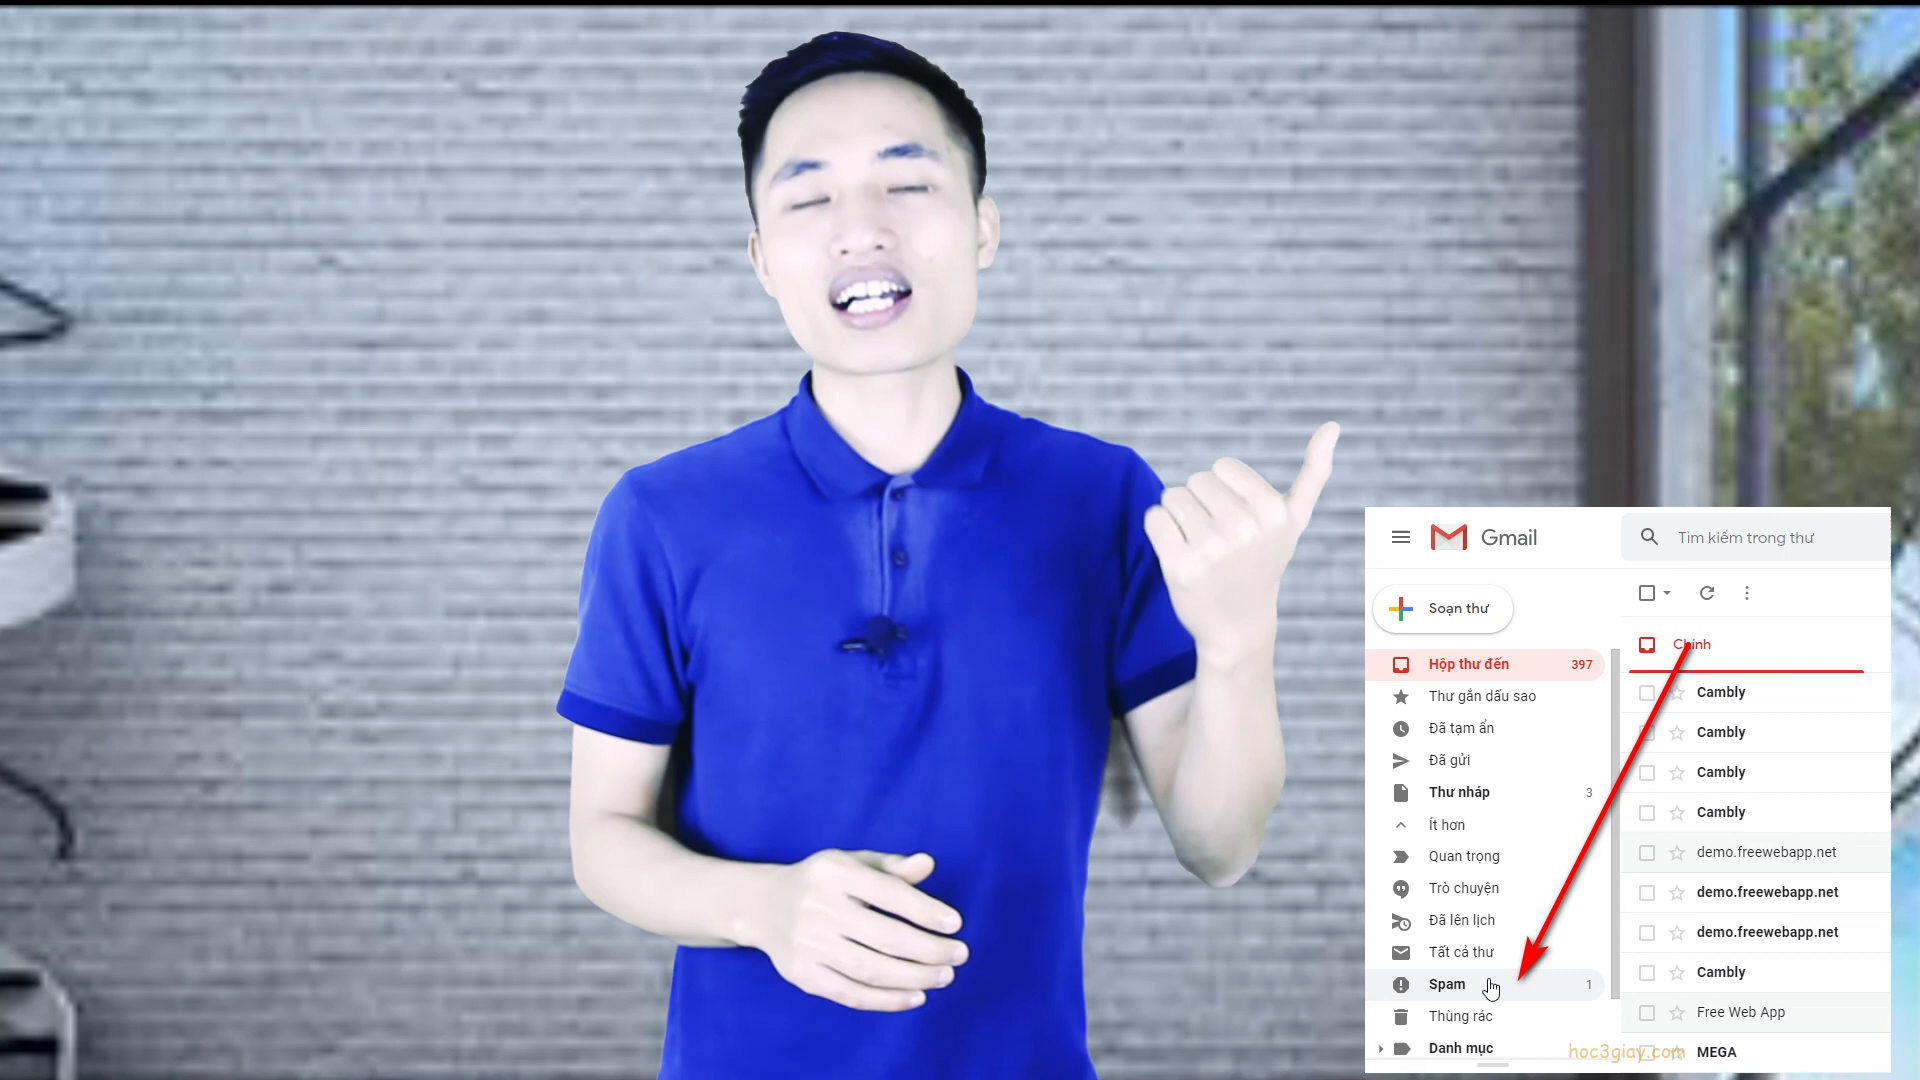 Gmail
Tìm kiếm trong thư
Soạn thư
Chính
Hộp thư đến 397
Cambly
Thư gắn dấu sao
Cambly
Đã tạm ẩn
Đã gửi
Cambly
Thư nháp 3
Cambly
Ít hơn
demo.freewebapp.net
Quan trọng
Trò chuyện
demo.freewebapp.net
Đã lên lịch
demo.freewebapp.net
Tất cả thư
Cambly
Spam 1
Thùng rác
Free Web App
Danh mục
hoc3giay.com
MEGA